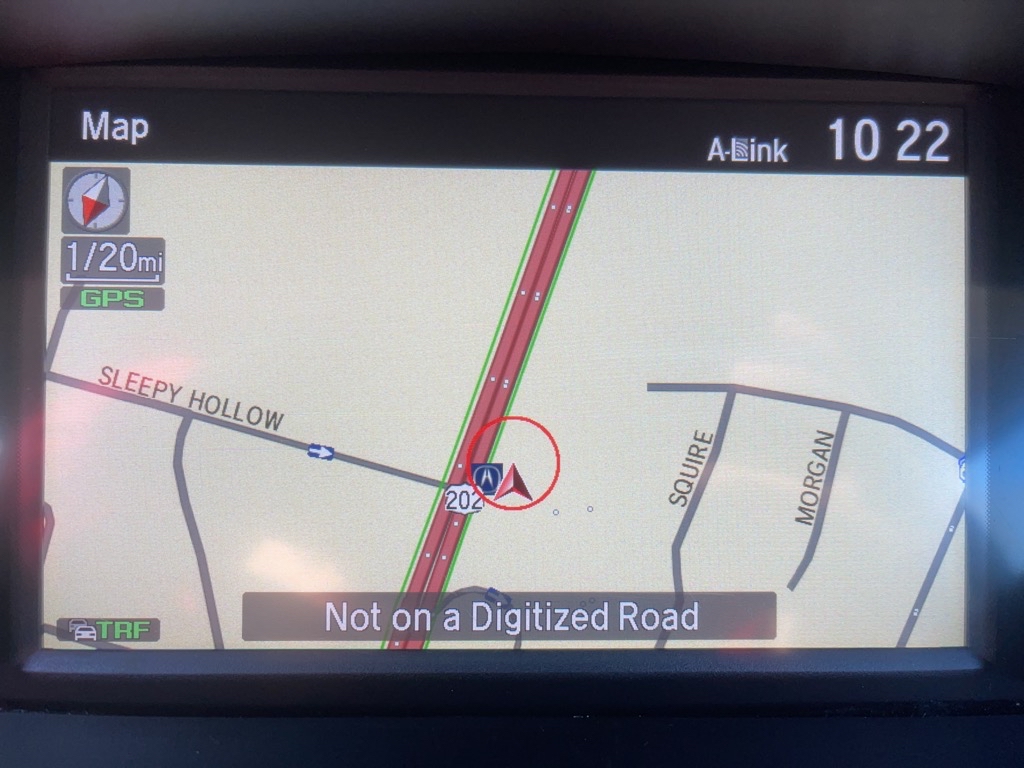 Map
A-Link
10 22
1/20mi
GPS
SLEEPY HOLLOW
SQUIRE
MORGAN
202
Not on a Digitized Road
TRF